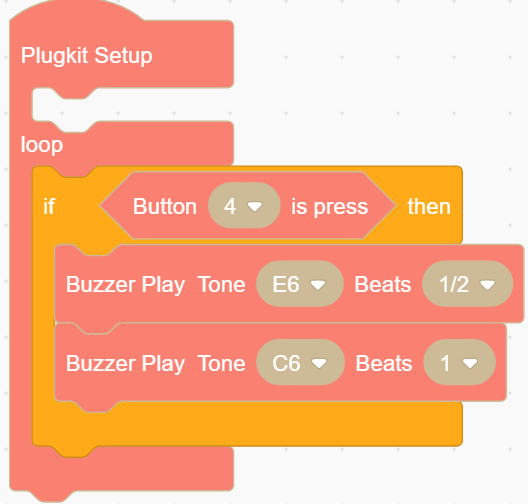 Plugkit Setup
loop
if Button 4 is press then
Buzzer Play Tone E6 Beats 1/2
Buzzer Play Tone C6 Beats 1